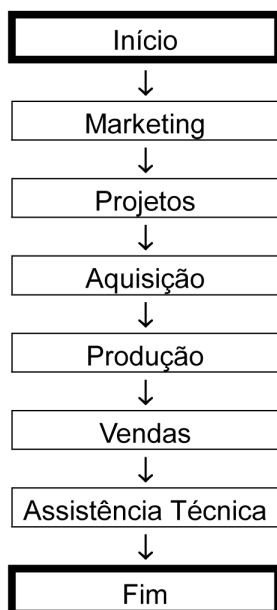 Início
↓
Marketing
↓
Projetos
↓
Aquisição
↓
Produção
↓
Vendas
↓
Assistência Técnica
↓
Fim